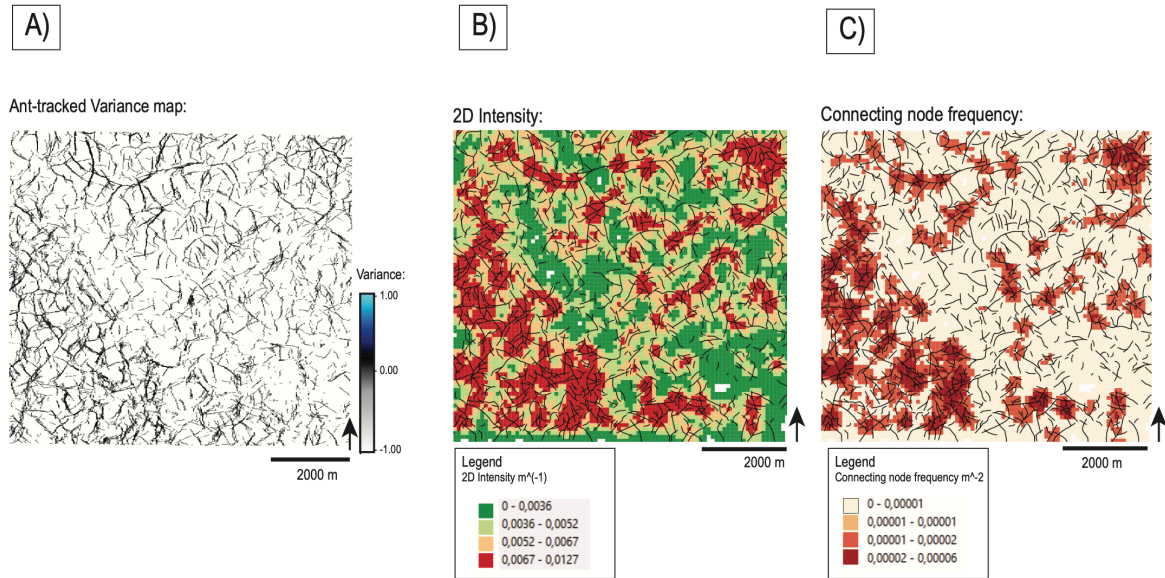 A)
B)
C)
Ant-tracked Variance map:
2D Intensity:
Connecting node frequency:
Variance:
1.00
0.00
-1.00
2000 m
2000 m
2000 m
Legend
2D Intensity m^(-1)
0 - 0,0036
0,0036 - 0,0052
0,0052 - 0,0067
0,0067 - 0,0127
Legend
Connecting node frequency m^-2
0 - 0,00001
0,00001 - 0,00001
0,00001 - 0,00002
0,00002 - 0,00006